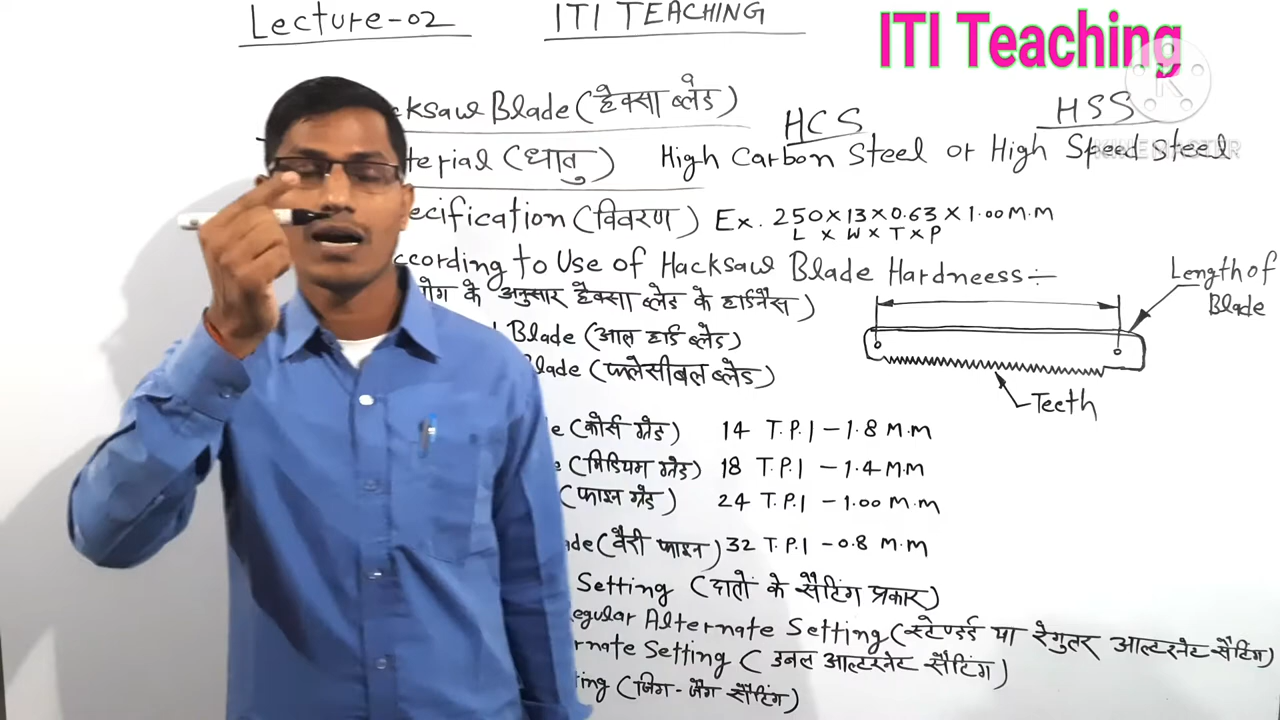 Lecture-02 ITI TEACHING
ITI Teaching
cksaw Blade (हेक्सा ब्लेड)
HCS HSS
terial (धातु) High Carbon Steel or High Speed Steel
ecification (विवरण) Ex. 250 x 13 x 0.63 x 1.00 M.M
L x W x T x P
ccording to Use of Hacksaw Blade Hardneess:-
योग के अनुसार हैक्सा ब्लेड के हार्डनैस)
Length of
Blade
Blade (आल हार्ड ब्लेड)
lade (फ्लेसीबल ब्लेड)
Teeth
e (कोर्स ग्रेड) 14 T.P.I - 1.8 M.M
e (मिडियम ग्रेड) 18 T.P.I - 1.4 M.M
(फाइन ग्रेड) 24 T.P.I - 1.00 M.M
ade (वैरी फाइन) 32 T.P.I - 0.8 M.M
Setting (दातों के सैटिंग प्रकार)
egular Alternate Setting (स्टेण्डर्ड या रेगुलर आल्टरनेट सैटिंग)
rnate Setting (डबल आल्टरनेट सैटिंग)
ting (जिग-जैग सैटिंग)